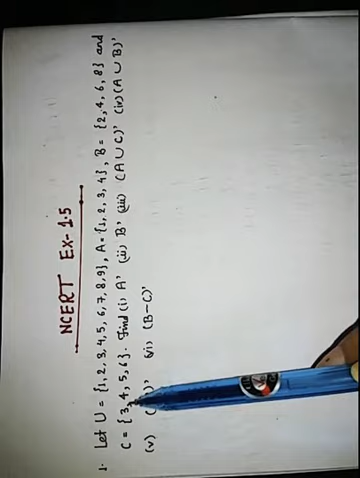 NCERT Ex- 1.5
1. Let U = {1, 2, 3, 4, 5, 6, 7, 8, 9}, A = {1, 2, 3, 4}, B = {2, 4, 6, 8} and
C = {3, 4, 5, 6}. Find (i) A' (ii) B' (iii) (A ∪ C)' (iv) (A ∪ B)'
(v) ( )' (vi) (B-C)'